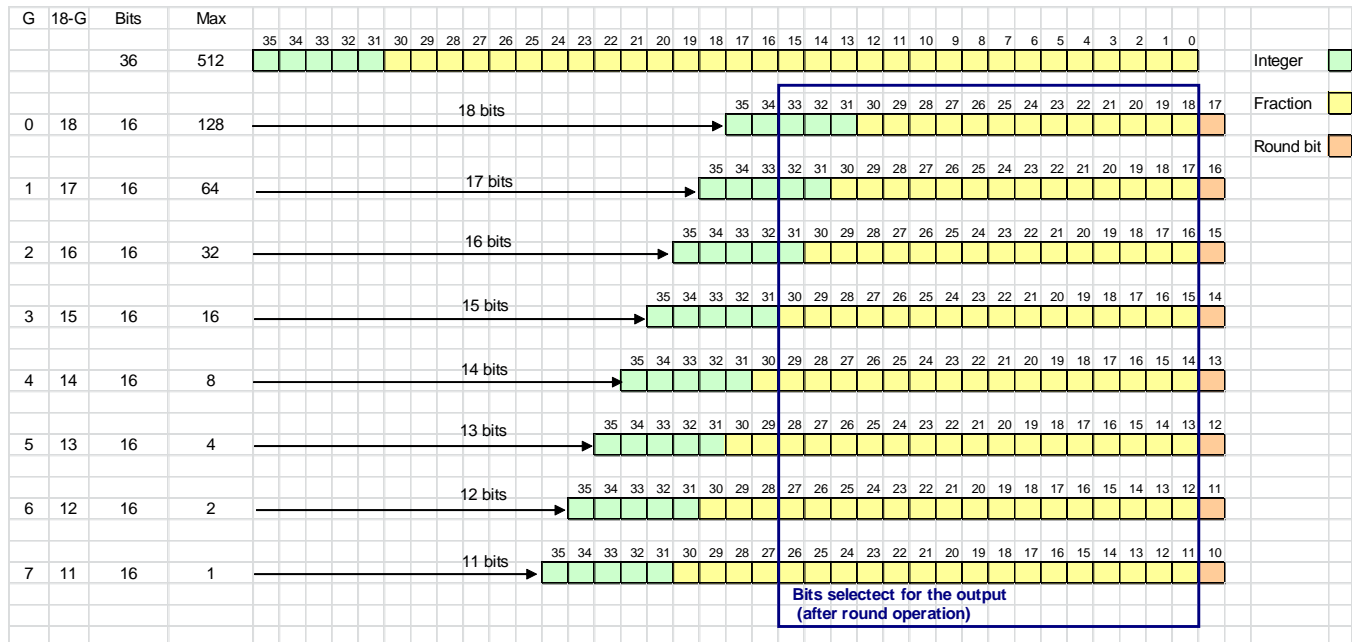 G 18-G Bits Max
35 34 33 32 31 30 29 28 27 26 25 24 23 22 21 20 19 18 17 16 15 14 13 12 11 10 9 8 7 6 5 4 3 2 1 0
36 512
Integer
35 34 33 32 31 30 29 28 27 26 25 24 23 22 21 20 19 18 17
Fraction
18 bits
0 18 16 128
Round bit
35 34 33 32 31 30 29 28 27 26 25 24 23 22 21 20 19 18 17 16
17 bits
1 17 16 64
35 34 33 32 31 30 29 28 27 26 25 24 23 22 21 20 19 18 17 16 15
16 bits
2 16 16 32
35 34 33 32 31 30 29 28 27 26 25 24 23 22 21 20 19 18 17 16 15 14
15 bits
3 15 16 16
35 34 33 32 31 30 29 28 27 26 25 24 23 22 21 20 19 18 17 16 15 14 13
14 bits
4 14 16 8
35 34 33 32 31 30 29 28 27 26 25 24 23 22 21 20 19 18 17 16 15 14 13 12
13 bits
5 13 16 4
35 34 33 32 31 30 29 28 27 26 25 24 23 22 21 20 19 18 17 16 15 14 13 12 11
12 bits
6 12 16 2
35 34 33 32 31 30 29 28 27 26 25 24 23 22 21 20 19 18 17 16 15 14 13 12 11 10
11 bits
7 11 16 1
Bits selectect for the output
(after round operation)